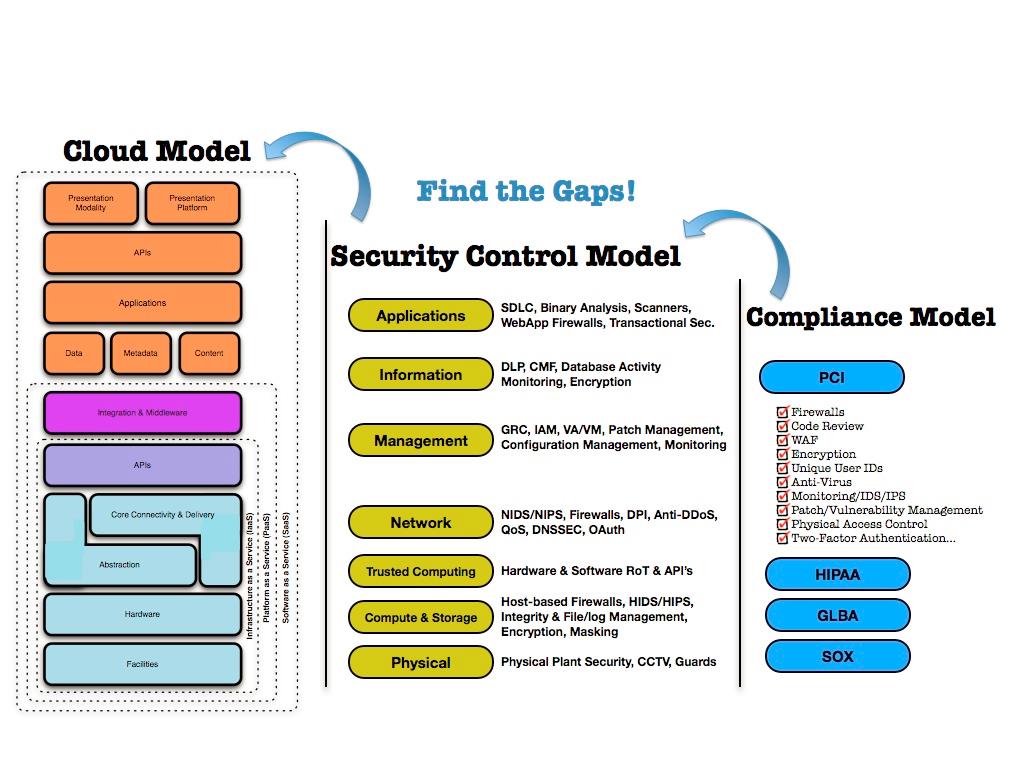 Cloud Model
Presentation
Modality
Presentation
Platform
APIs
Applications
Data
Metadata
Content
Integration & Middleware
APIs
Core Connectivity & Delivery
Abstraction
Hardware
Facilities
Infrastructure as a Service (IaaS)
Platform as a Service (PaaS)
Software as a Service (SaaS)
Find the Gaps!
Security Control Model
Applications
SDLC, Binary Analysis, Scanners,
WebApp Firewalls, Transactional Sec.
Information
DLP, CMF, Database Activity
Monitoring, Encryption
Management
GRC, IAM, VA/VM, Patch Management,
Configuration Management, Monitoring
Network
NIDS/NIPS, Firewalls, DPI, Anti-DDoS,
QoS, DNSSEC, OAuth
Trusted Computing
Hardware & Software RoT & API's
Compute & Storage
Host-based Firewalls, HIDS/HIPS,
Integrity & File/log Management,
Encryption, Masking
Physical
Physical Plant Security, CCTV, Guards
Compliance Model
PCI
Firewalls
Code Review
WAF
Encryption
Unique User IDs
Anti-Virus
Monitoring/IDS/IPS
Patch/Vulnerability Management
Physical Access Control
Two-Factor Authentication...
HIPAA
GLBA
SOX